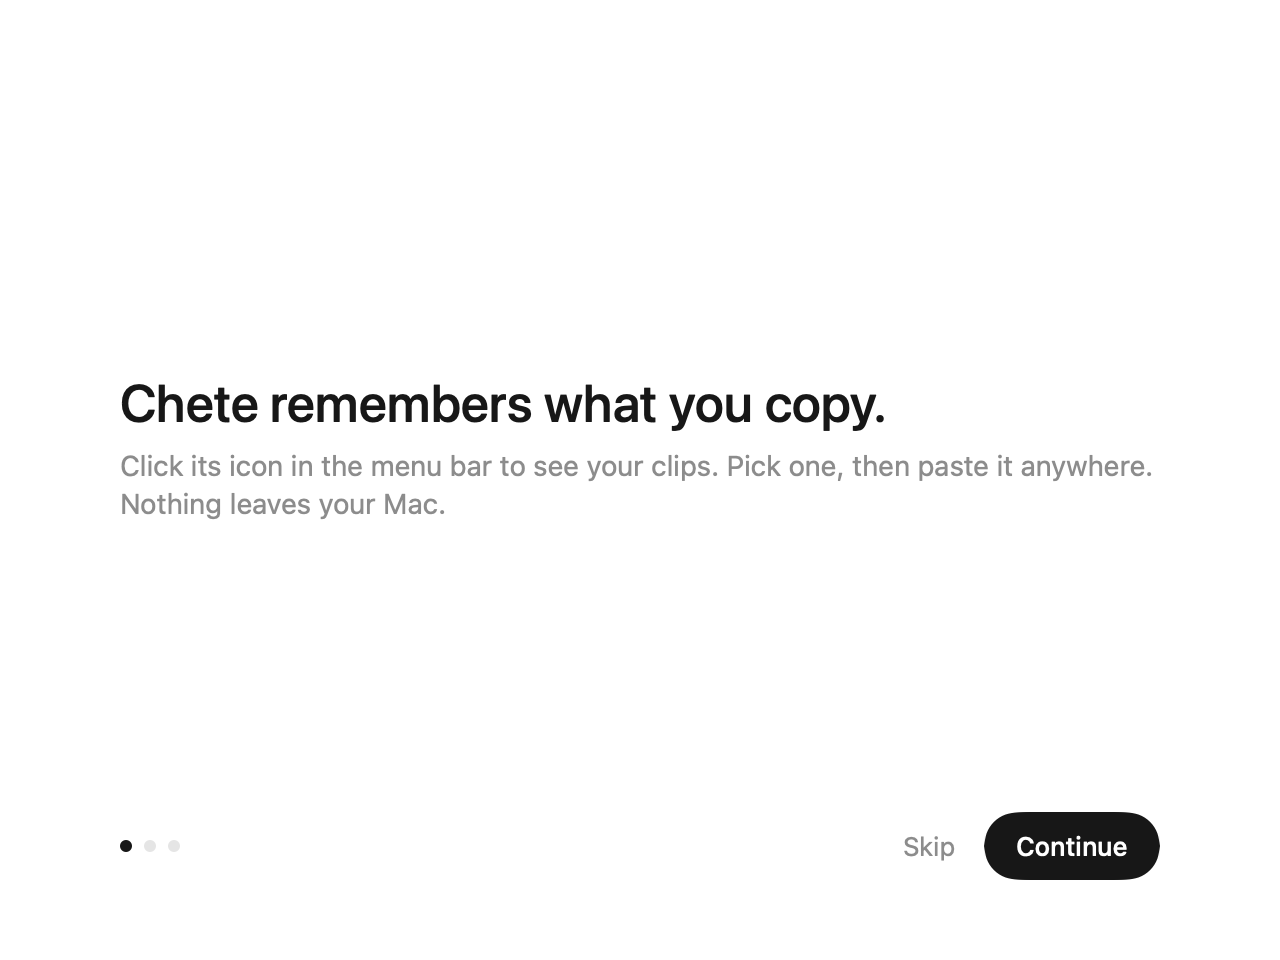 Chete remembers what you copy.
Click its icon in the menu bar to see your clips. Pick one, then paste it anywhere.
Nothing leaves your Mac.
Skip
Continue